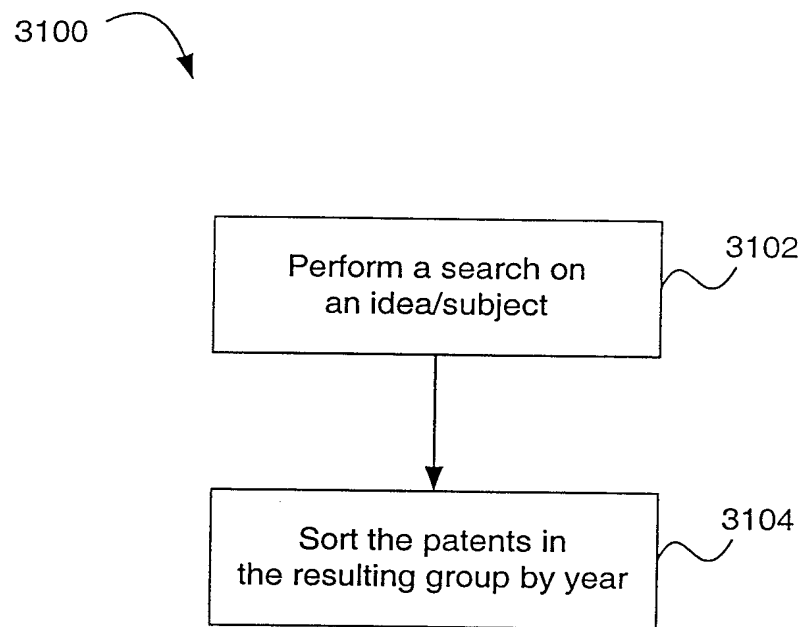 3100
Perform a search on
an idea/subject
3102
Sort the patents in
the resulting group by year
3104